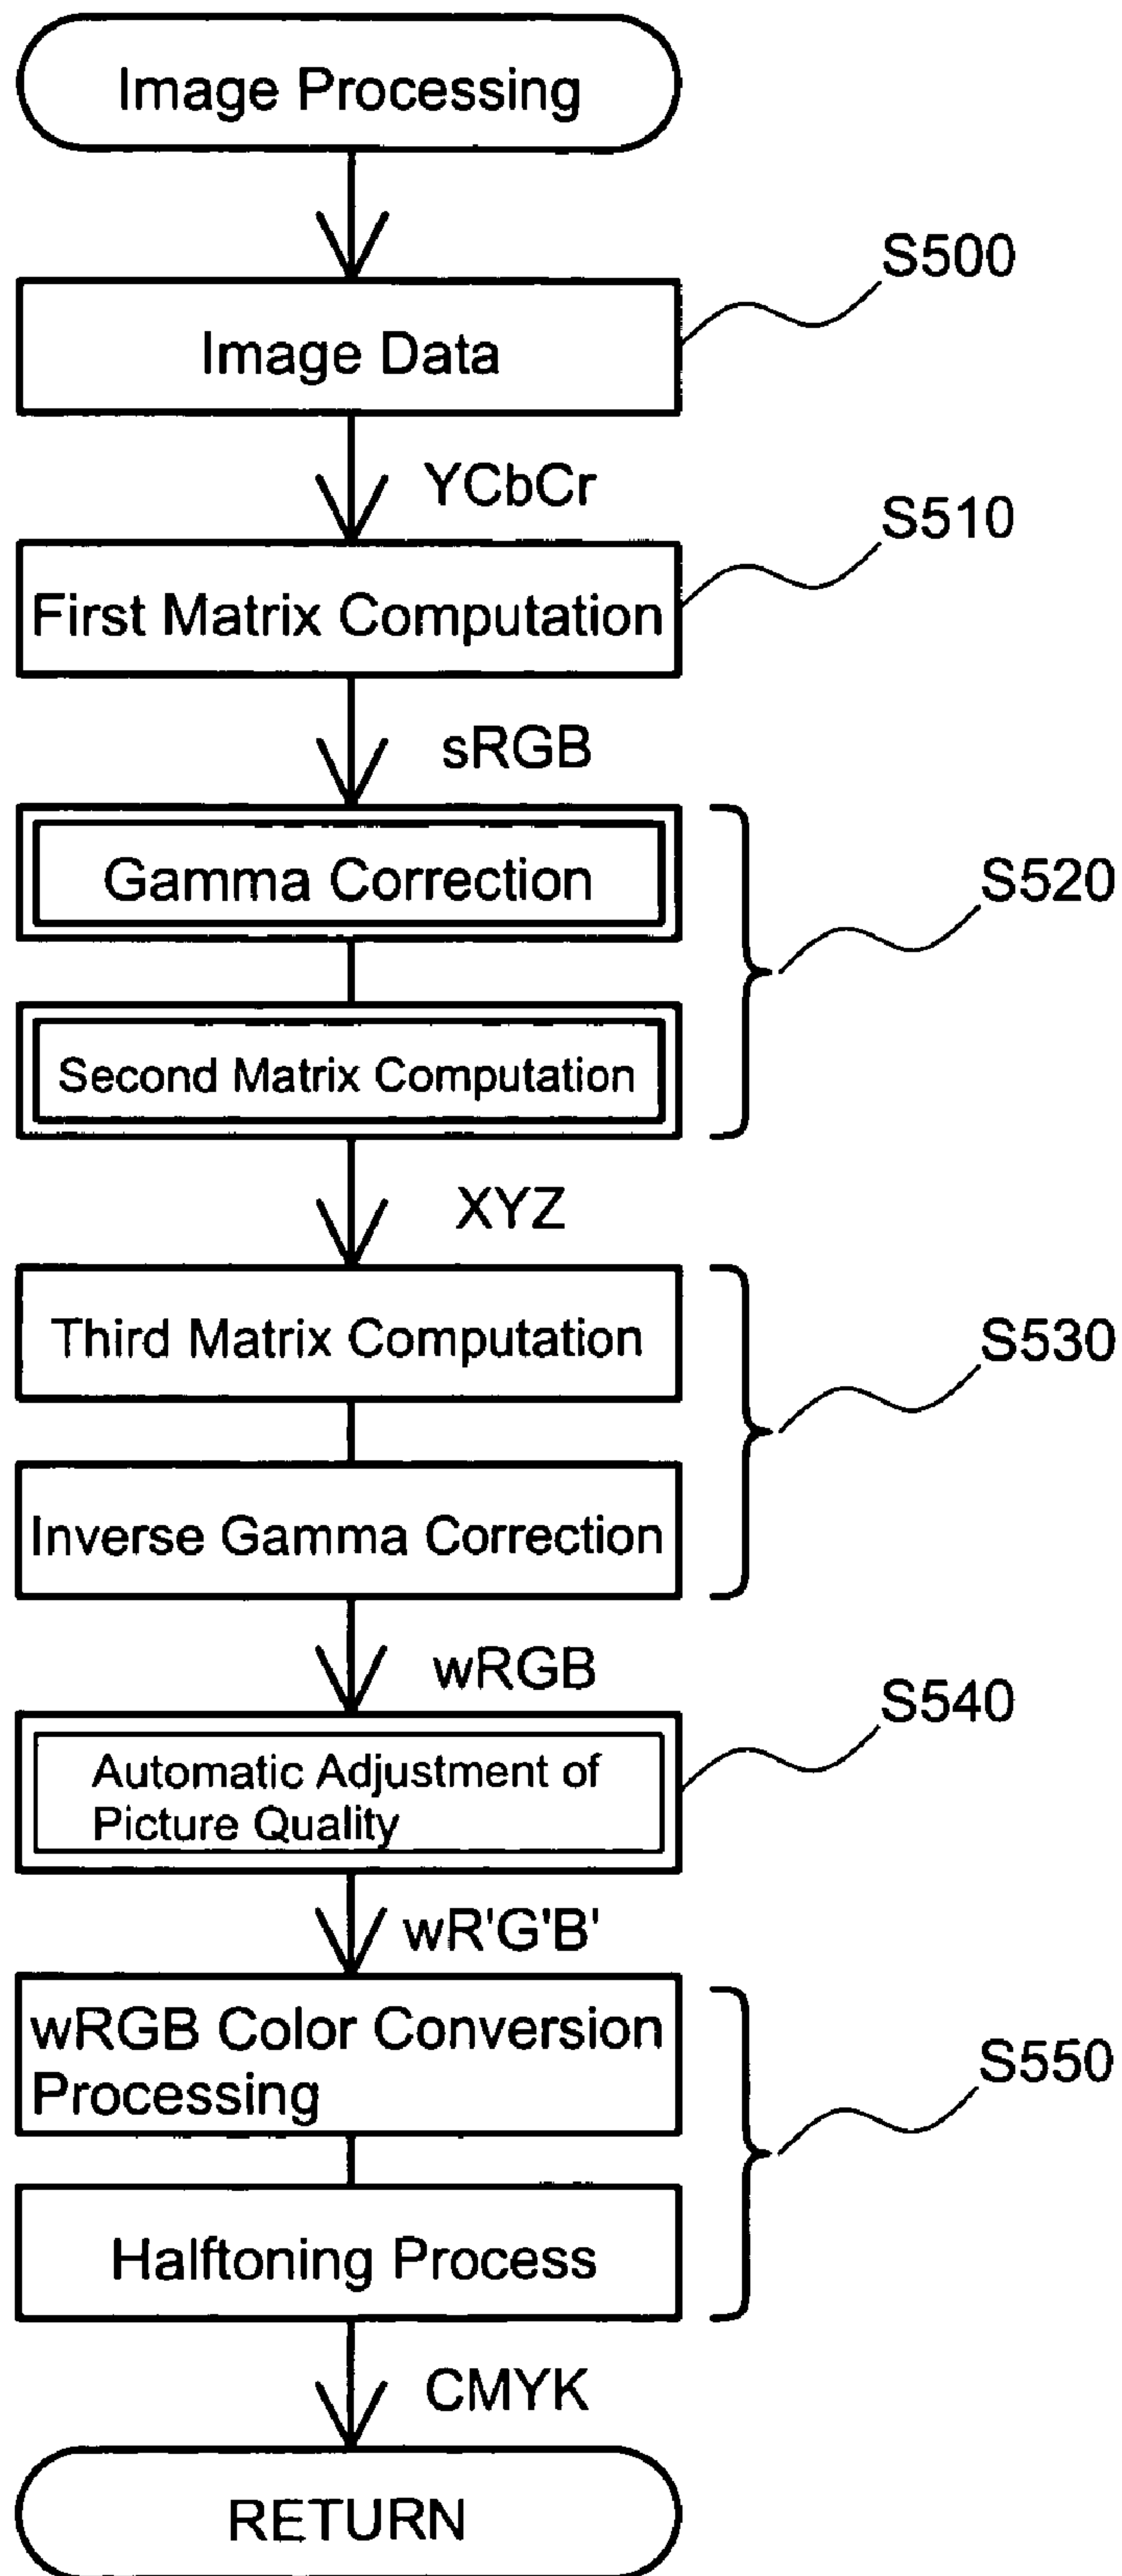 Image Processing
S500
Image Data
YCbCr
S510
First Matrix Computation
sRGB
Gamma Correction
S520
Second Matrix Computation
XYZ
Third Matrix Computation
S530
Inverse Gamma Correction
wRGB
S540
Automatic Adjustment of
Picture Quality
wR'G'B'
wRGB Color Conversion
Processing
S550
Halftoning Process
CMYK
RETURN